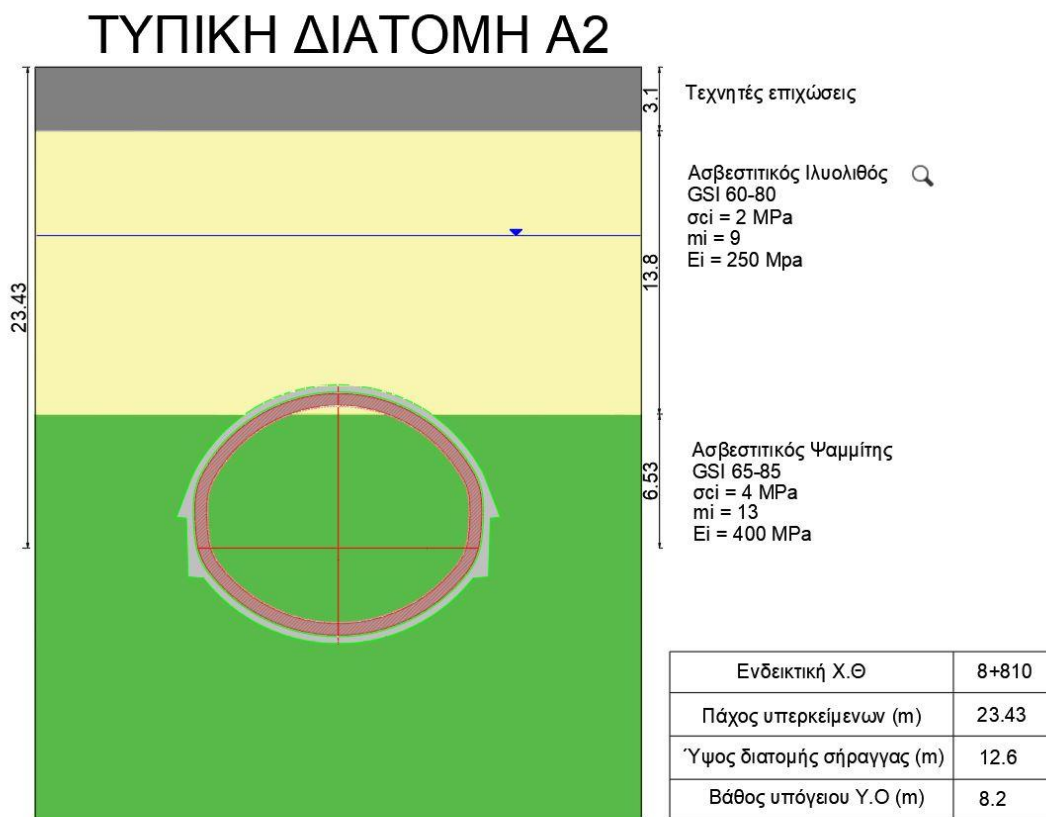 ΤΥΠΙΚΗ ΔΙΑΤΟΜΗ Α2
3.1
Τεχνητές επιχώσεις
Ασβεστιτικός Ιλυολιθός
GSI 60-80
σci = 2 MPa
mi = 9
Ei = 250 Mpa
13.8
23.43
Ασβεστιτικός Ψαμμίτης
GSI 65-85
σci = 4 MPa
mi = 13
Ei = 400 MPa
6.53
Ενδεικτική Χ.Θ 8+810
Πάχος υπερκείμενων (m) 23.43
Ύψος διατομής σήραγγας (m) 12.6
Βάθος υπόγειου Υ.Ο (m) 8.2